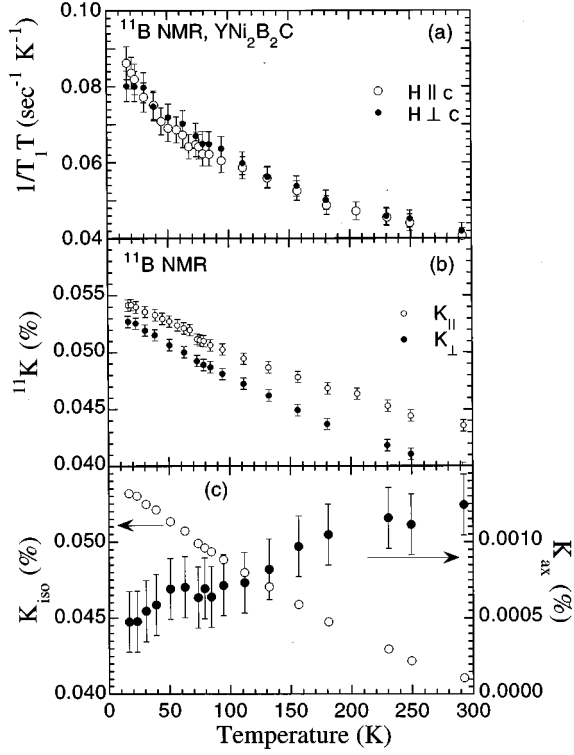 ¹¹B NMR, YNi₂B₂C
(a)
0.10
0.08
0.06
0.04
1/T₁T (sec⁻¹ K⁻¹)
H || c
H ⊥ c
¹¹B NMR
(b)
0.055
0.050
0.045
0.040
¹¹K (%)
K||
K⊥
(c)
0.050
0.045
0.040
K_iso (%)
0.0010
0.0005
0.0000
K_ax (%)
0 50 100 150 200 250 300
Temperature (K)